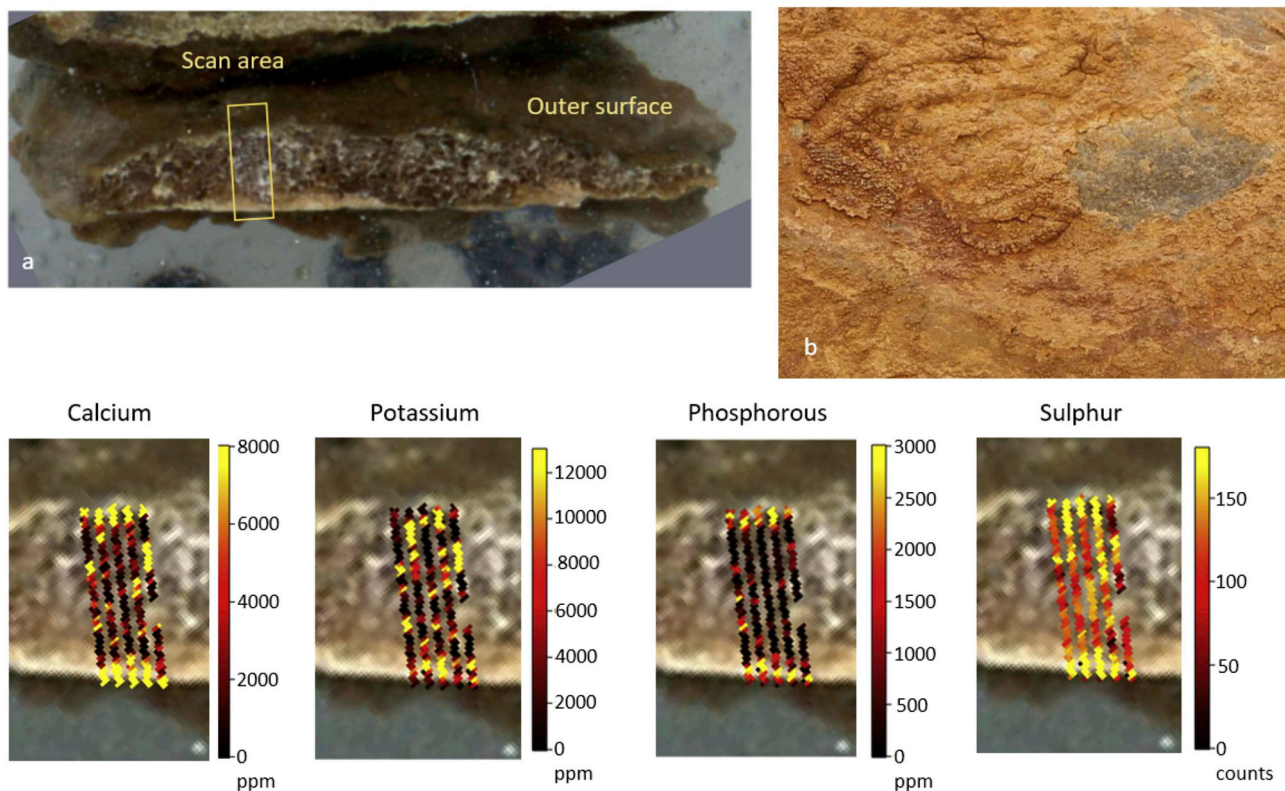 Scan area
Outer surface
a
b
Calcium
Potassium
Phosphorous
Sulphur
8000
6000
4000
2000
0
ppm
12000
10000
8000
6000
4000
2000
0
ppm
3000
2500
2000
1500
1000
500
0
ppm
150
100
50
0
counts